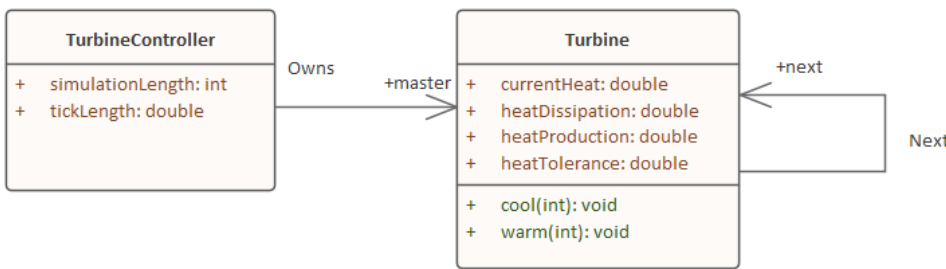 TurbineController
+ simulationLength: int
+ tickLength: double
Owns
+master
Turbine
+ currentHeat: double
+ heatDissipation: double
+ heatProduction: double
+ heatTolerance: double
+ cool(int): void
+ warm(int): void
+next
Next